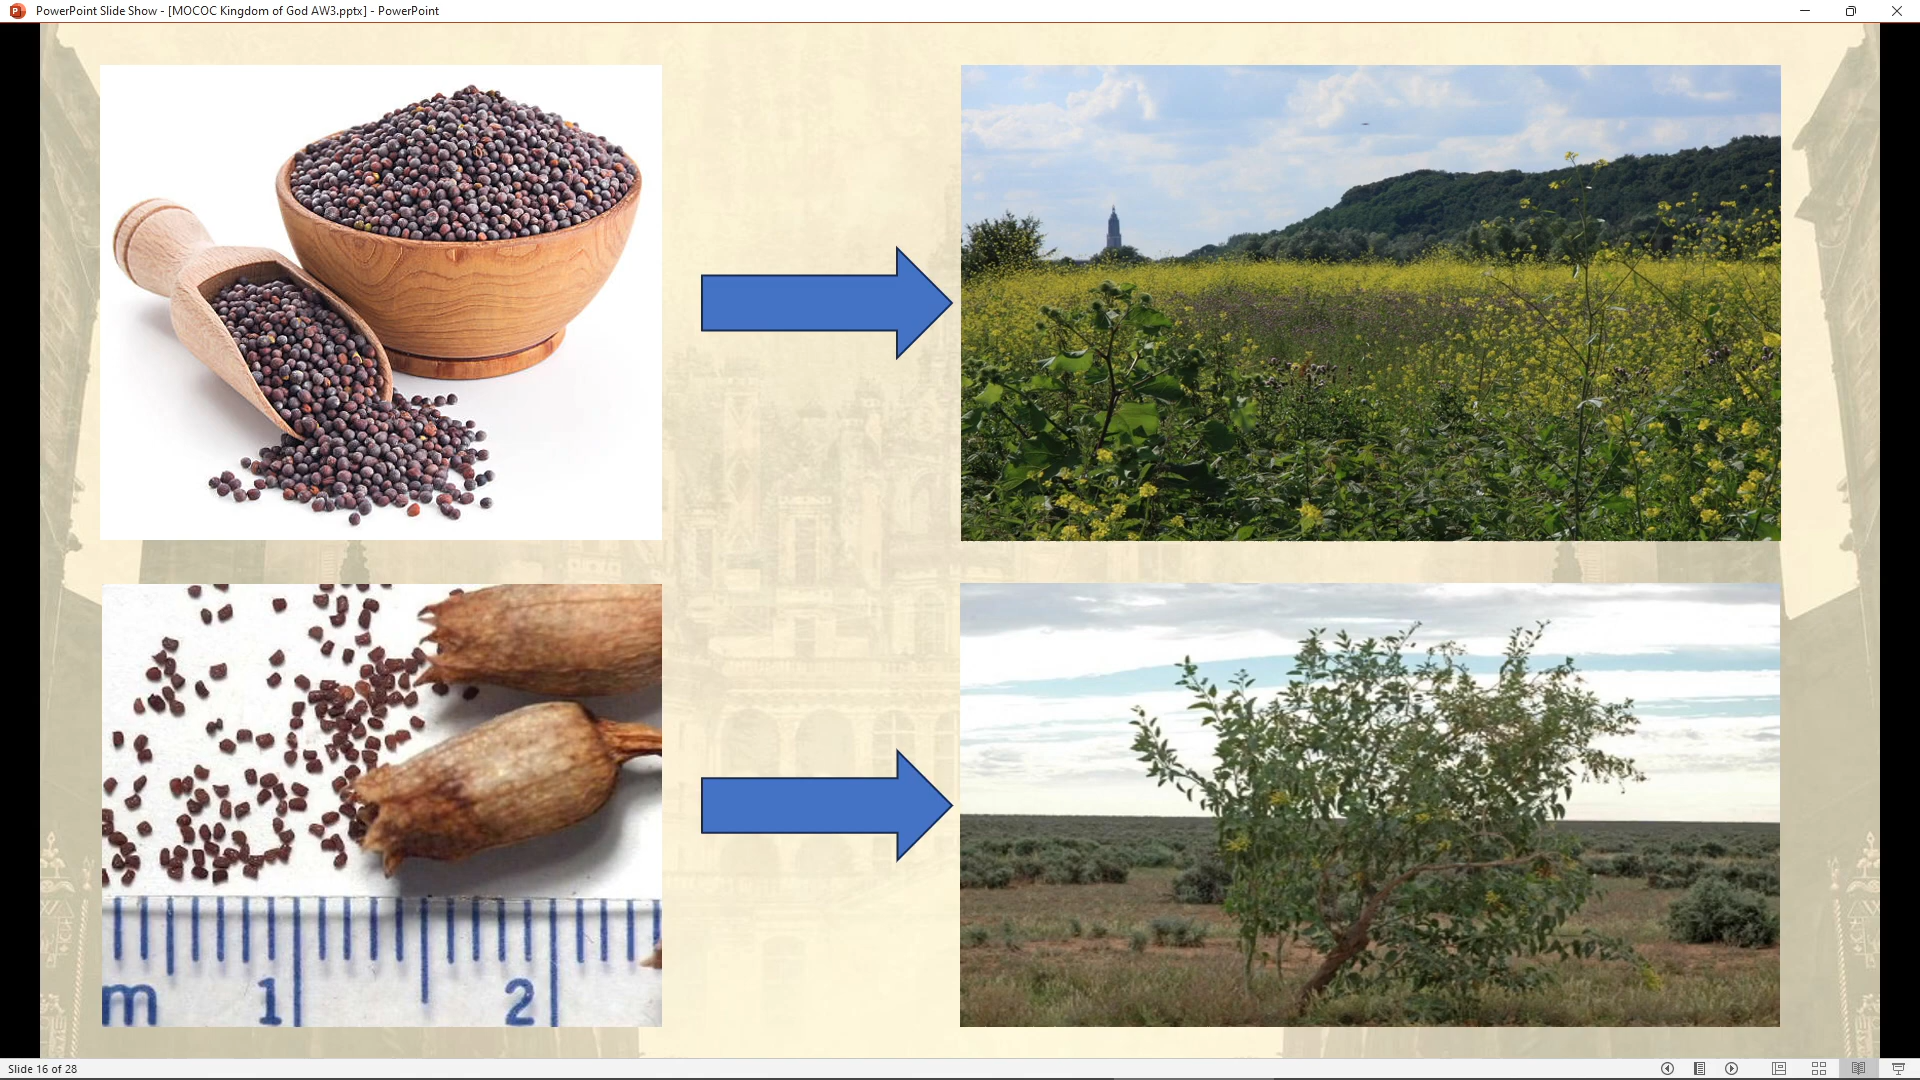 PowerPoint Slide Show - [MOCOC Kingdom of God AW3.pptx] - PowerPoint
m 1 2
Slide 16 of 28